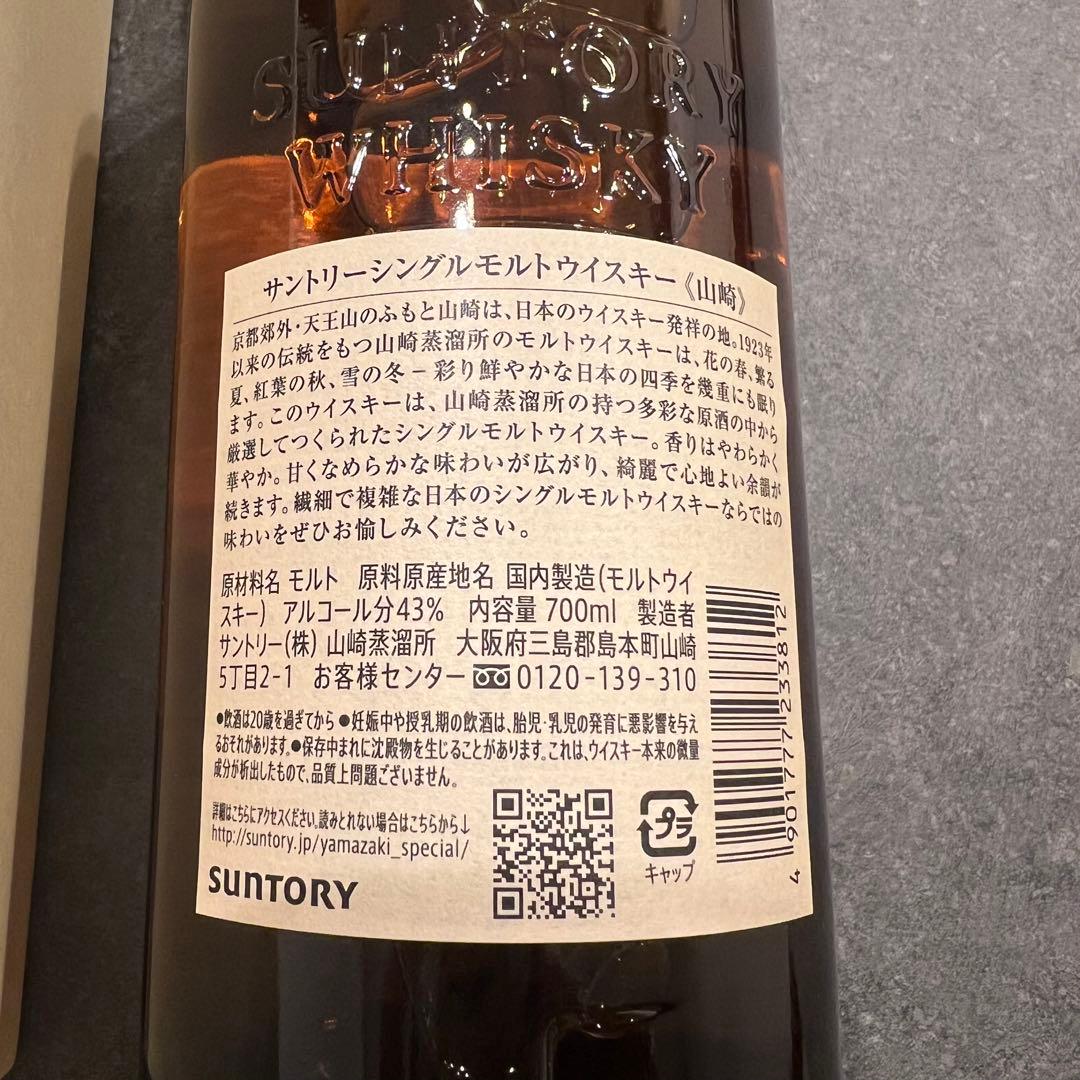 SUNTORY
WHISKY
サントリーシングルモルトウイスキー《山崎》
京都郊外・天王山のふもと山崎は、日本のウイスキー発祥の地。1923年
以来の伝統をもつ山崎蒸溜所のモルトウイスキーは、花の春、繁る
夏、紅葉の秋、雪の冬－彩り鮮やかな日本の四季を幾重にも眠り
ます。このウイスキーは、山崎蒸溜所の持つ多彩な原酒の中から
厳選してつくられたシングルモルトウイスキー。香りはやわらかく
華やか。甘くなめらかな味わいが広がり、綺麗で心地よい余韻が
続きます。繊細で複雑な日本のシングルモルトウイスキーならではの
味わいをぜひお愉しみください。
原材料名 モルト 原料原産地名 国内製造(モルトウイ
スキー) アルコール分43% 内容量 700ml 製造者
サントリー(株) 山崎蒸溜所 大阪府三島郡島本町山崎
5丁目2-1 お客様センター 0120-139-310
●飲酒は20歳を過ぎてから ●妊娠中や授乳期の飲酒は、胎児・乳児の発育に悪影響を与え
るおそれがあります。●保存中まれに沈殿物を生じることがあります。これは、ウイスキー本来の微量
成分が析出したもので、品質上問題ございません。
詳細はこちらにアクセスください。読みとれない場合はこちらから↓
http://suntory.jp/yamazaki_special/
SUNTORY
プラ
キャップ
4 901777 233812